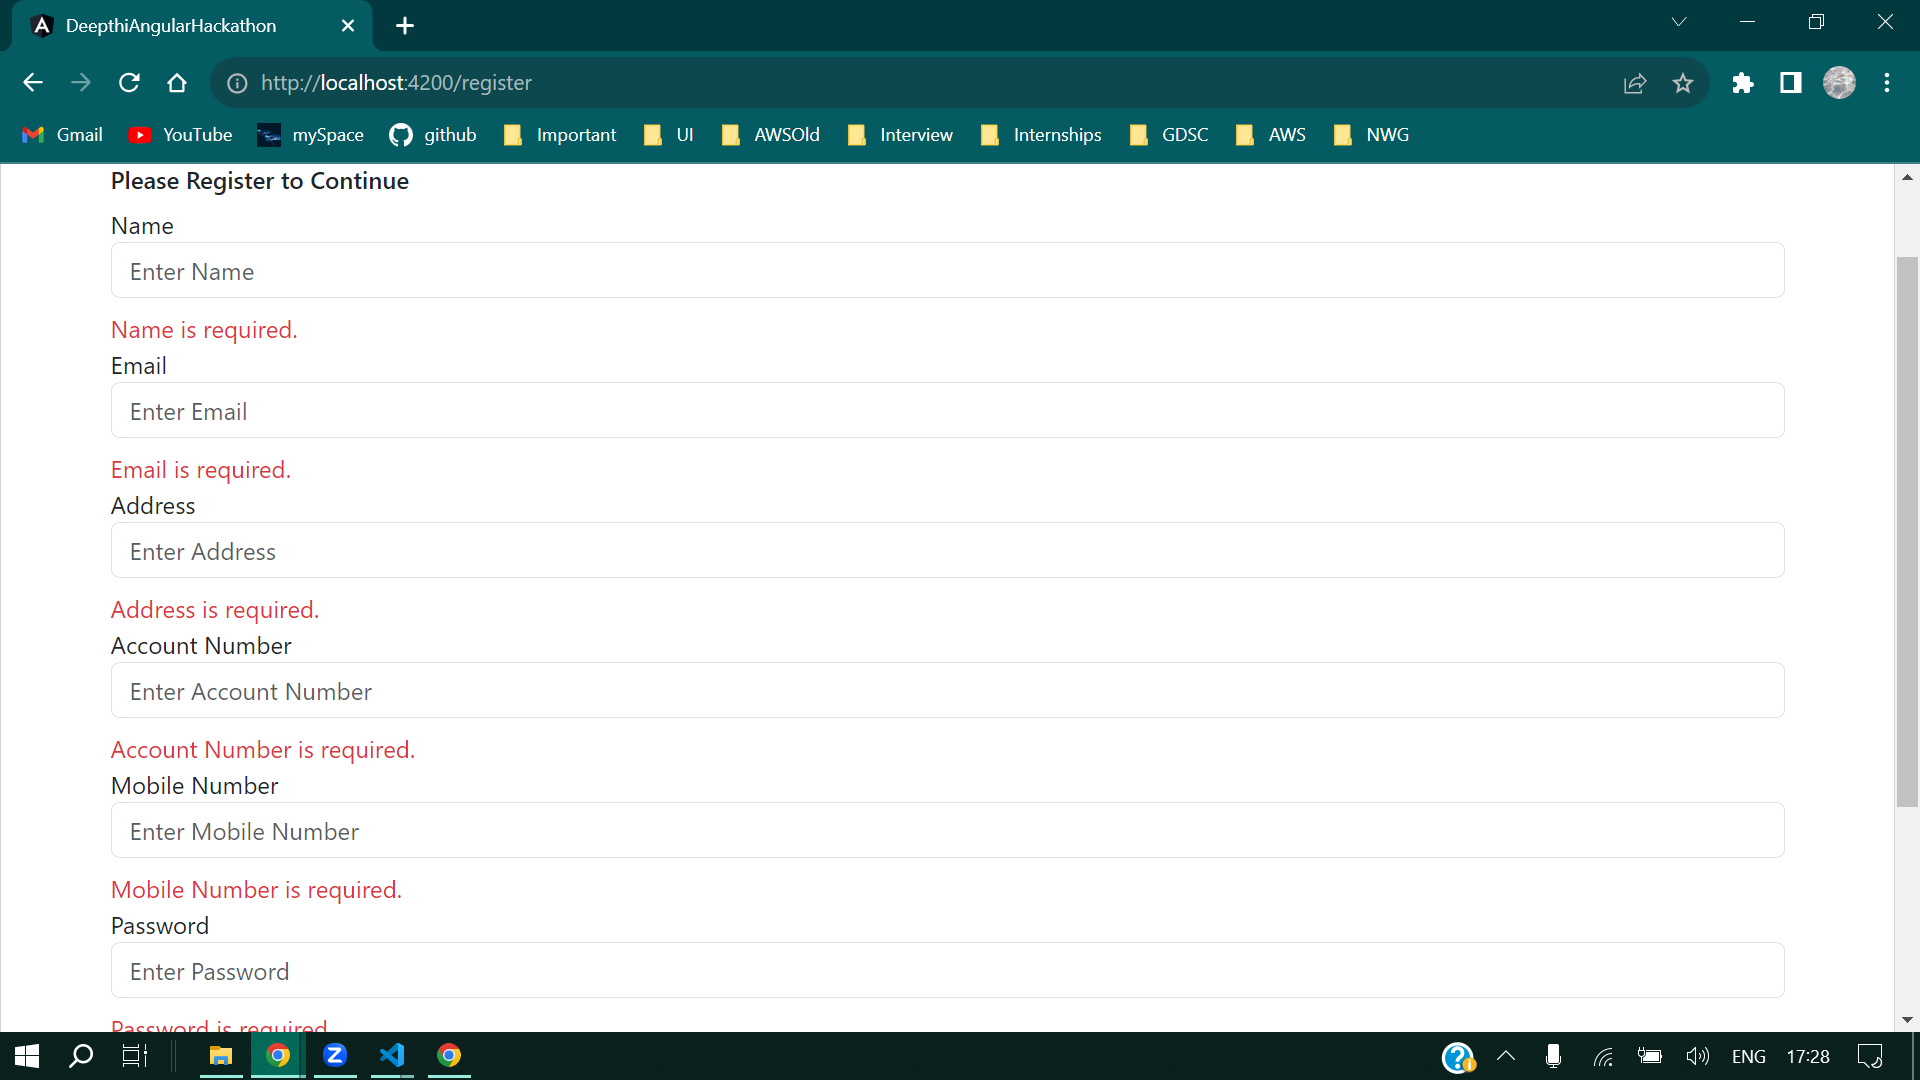 DeepthiAngularHackathon
http://localhost:4200/register
Gmail YouTube mySpace github Important UI AWSOld Interview Internships GDSC AWS NWG
Please Register to Continue
Name
Enter Name
Name is required.
Email
Enter Email
Email is required.
Address
Enter Address
Address is required.
Account Number
Enter Account Number
Account Number is required.
Mobile Number
Enter Mobile Number
Mobile Number is required.
Password
Enter Password
Password is required.
ENG 17:28